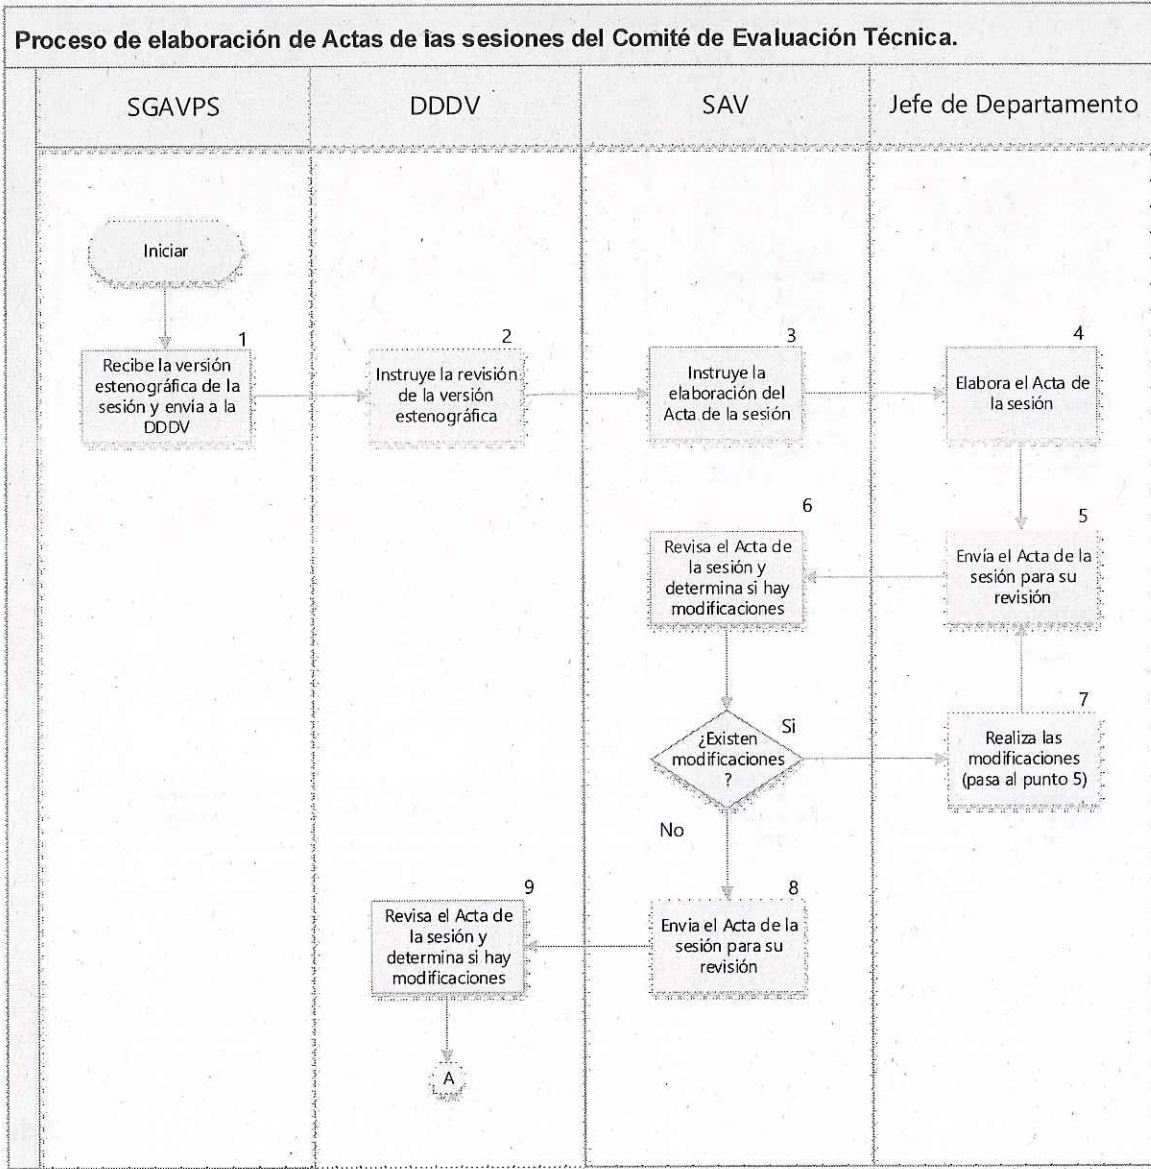 Proceso de elaboración de Actas de las sesiones del Comité de Evaluación Técnica.
SGAVPS
DDDV
SAV
Jefe de Departamento
Iniciar
1
Recibe la versión
estenográfica de la
sesión y envía a la
DDDV
2
Instruye la revisión
de la versión
estenográfica
3
Instruye la
elaboración del
Acta de la sesión
4
Elabora el Acta de
la sesión
5
Envía el Acta de la
sesión para su
revisión
6
Revisa el Acta de
la sesión y
determina si hay
modificaciones
¿Existen
modificaciones
?
Si
No
7
Realiza las
modificaciones
(pasa al punto 5)
8
Envia el Acta de la
sesión para su
revisión
9
Revisa el Acta de
la sesión y
determina si hay
modificaciones
A